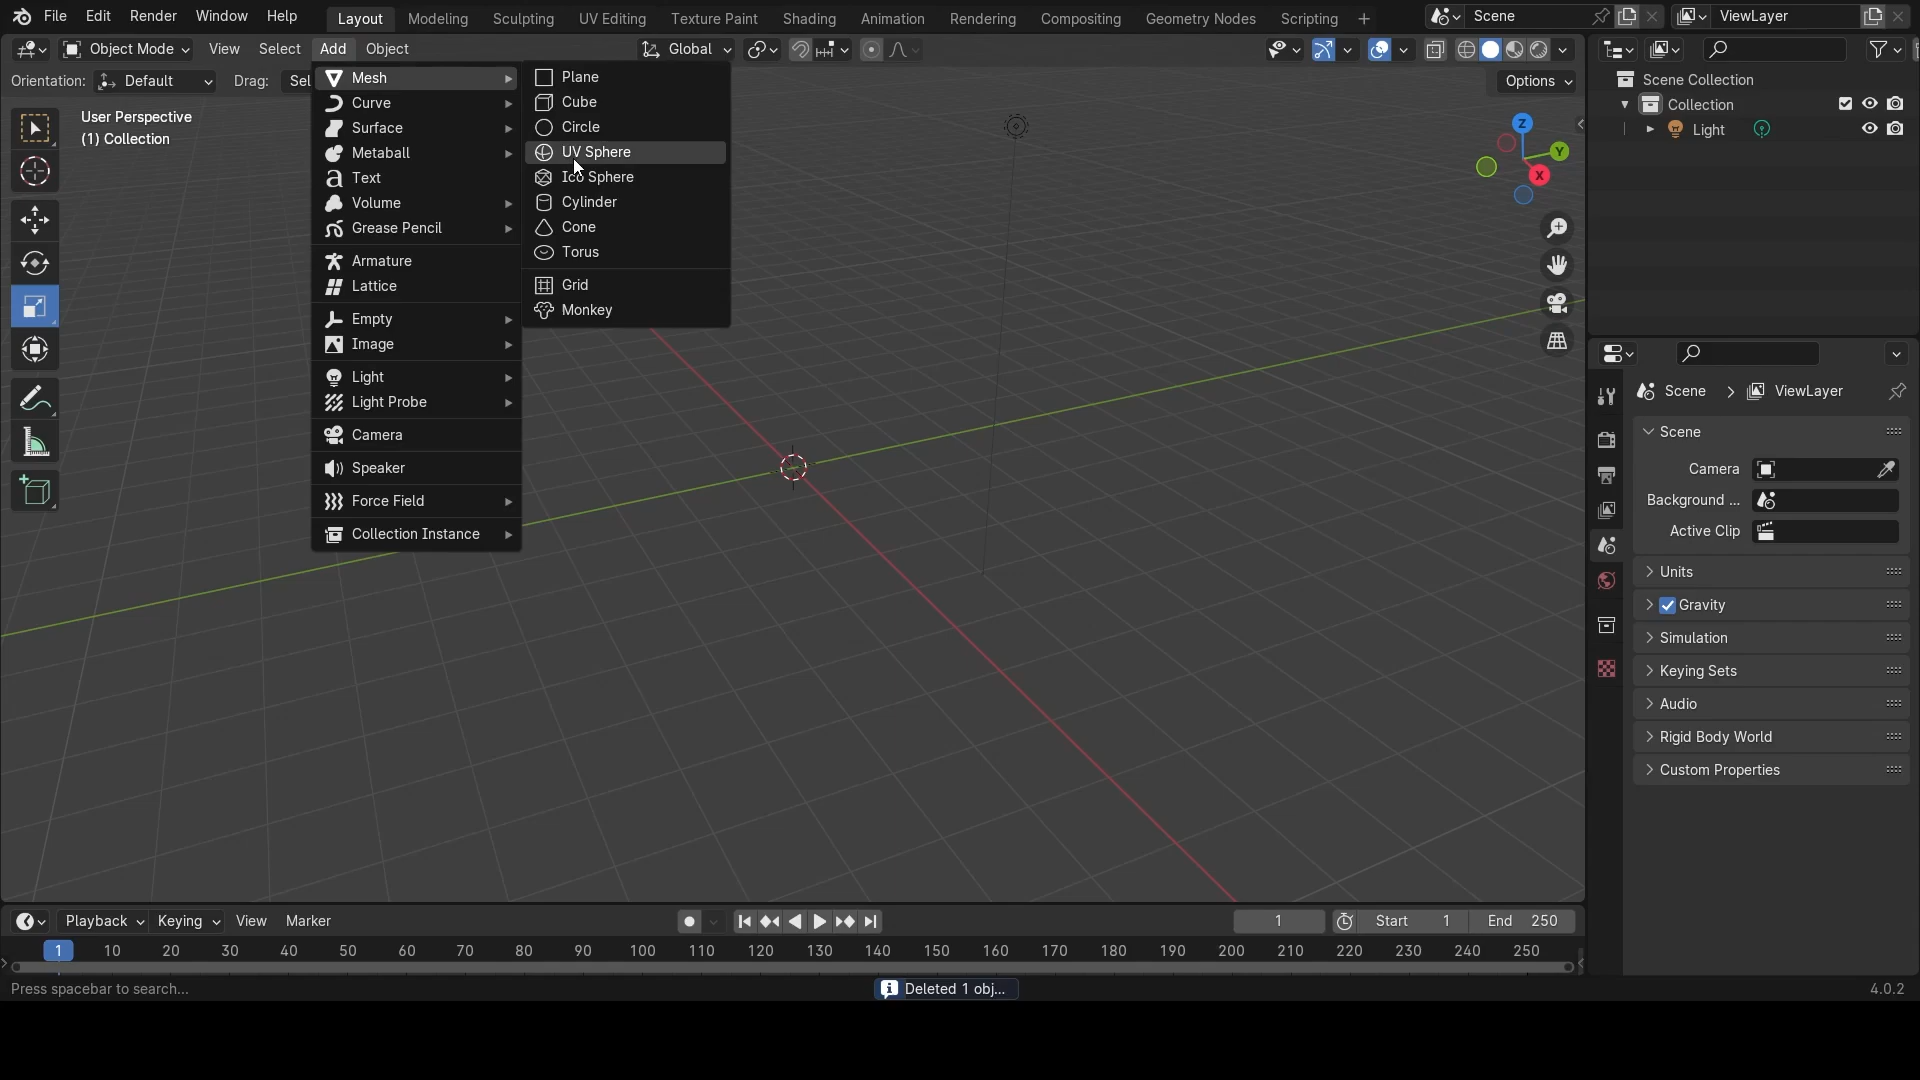 File Edit Render Window Help Layout Modeling Sculpting UV Editing Texture Paint Shading Animation Rendering Compositing Geometry Nodes Scripting + Scene ViewLayer
Object Mode View Select Add Object Global
Orientation: Default Drag: Sel Options
User Perspective
(1) Collection
Mesh
Curve
Surface
Metaball
Text
Volume
Grease Pencil
Armature
Lattice
Empty
Image
Light
Light Probe
Camera
Speaker
Force Field
Collection Instance
Plane
Cube
Circle
UV Sphere
Ico Sphere
Cylinder
Cone
Torus
Grid
Monkey
Z
Y
X
Scene Collection
Collection
Light
Scene > ViewLayer
Scene
Camera
Background ...
Active Clip
Units
Gravity
Simulation
Keying Sets
Audio
Rigid Body World
Custom Properties
Playback Keying View Marker 1 Start 1 End 250
1 10 20 30 40 50 60 70 80 90 100 110 120 130 140 150 160 170 180 190 200 210 220 230 240 250
Press spacebar to search... Deleted 1 obj... 4.0.2